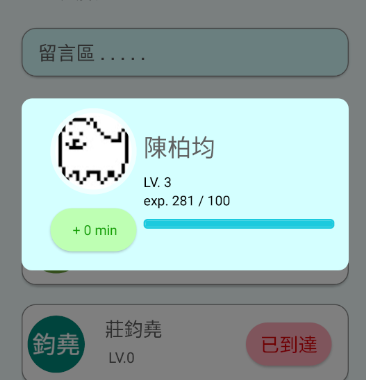 留言區 . . . . .
陳柏均
LV. 3
exp. 281 / 100
+ 0 min
鈞堯
莊鈞堯
LV.0
已到達